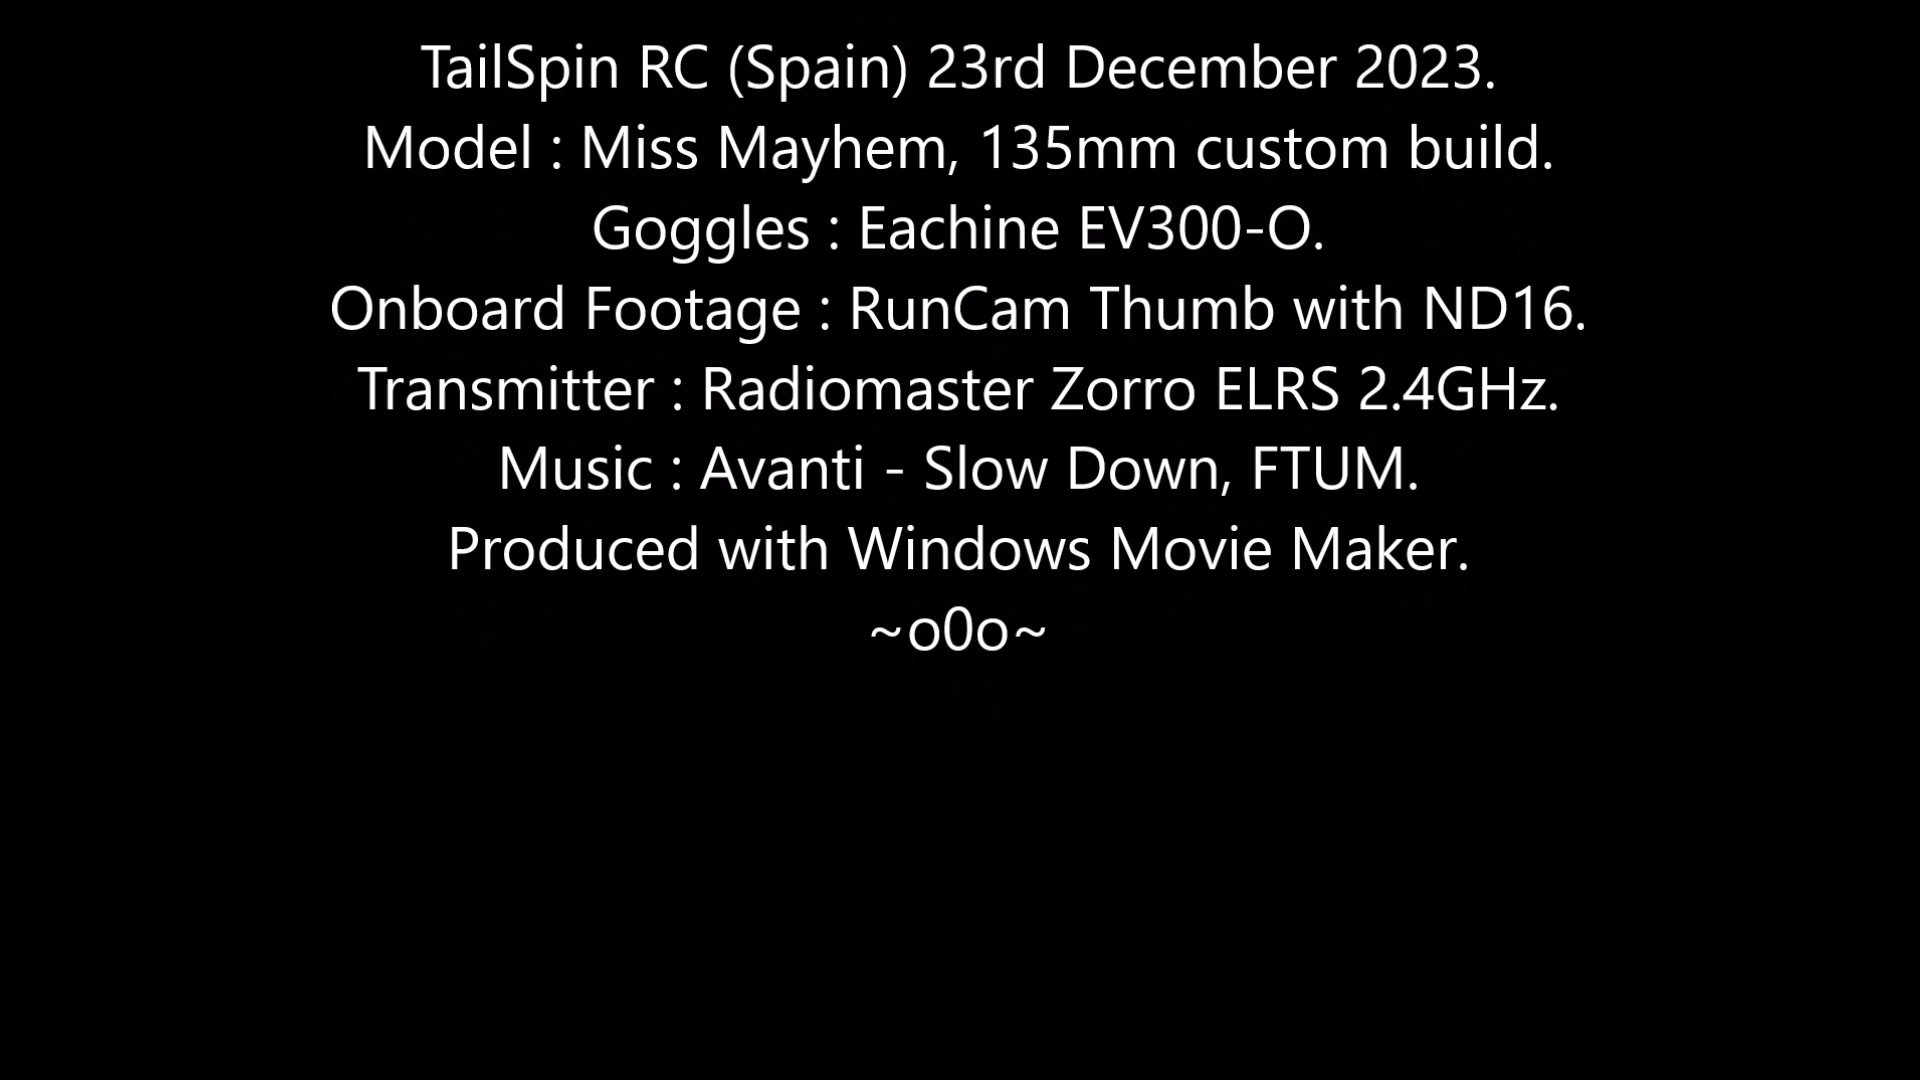 TailSpin RC (Spain) 23rd December 2023.
Model : Miss Mayhem, 135mm custom build.
Goggles : Eachine EV300-O.
Onboard Footage : RunCam Thumb with ND16.
Transmitter : Radiomaster Zorro ELRS 2.4GHz.
Music : Avanti - Slow Down, FTUM.
Produced with Windows Movie Maker.
~o0o~